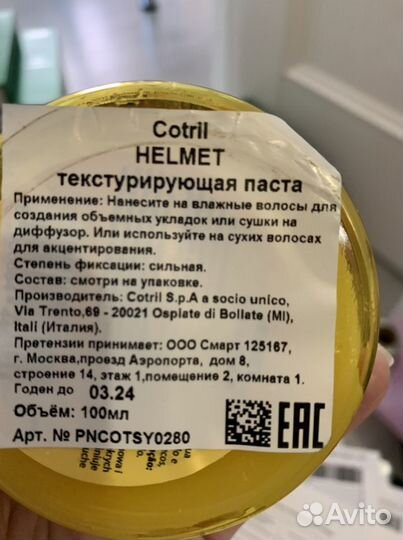 Cotril
HELMET
текстурирующая паста
Применение: Нанесите на влажные волосы для
создания объемных укладок или сушки на
диффузор. Или используйте на сухих волосах
для акцентирования.
Степень фиксации: сильная.
Состав: смотри на упаковке.
Производитель: Cotril S.p.A a socio unico,
Via Trento,69 - 20021 Ospiate di Bollate (MI),
Itali (Италия).
Претензии принимает: ООО Смарт 125167,
г. Москва,проезд Аэропорта, дом 8,
строение 14, этаж 1,помещение 2, комната 1.
Годен до 03.24
Объём: 100мл
Арт. № PNCOTSY0280
EAC
Avito